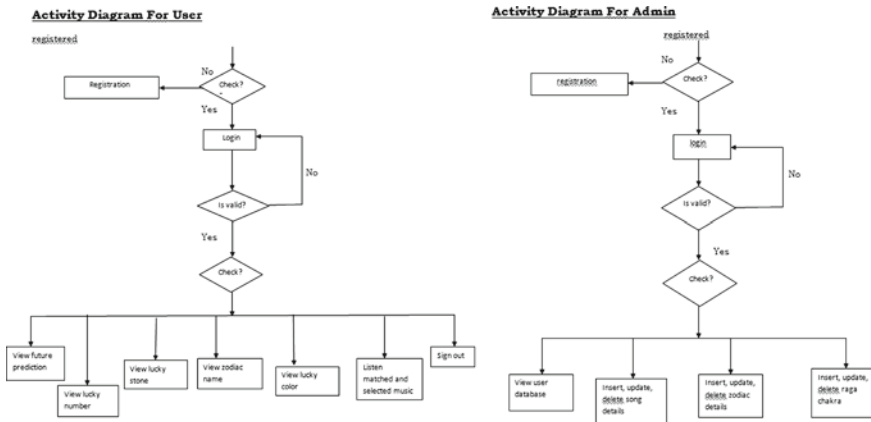 Activity Diagram For User
registered
No
Check?
Registration
Yes
Login
No
Is valid?
Yes
Check?
View future
prediction
View lucky
number
View lucky
stone
View zodiac
name
View lucky
color
Listen
matched and
selected music
Sign out
Activity Diagram For Admin
registered
No
Check?
registration
Yes
login
No
Is valid?
Yes
Check?
View user
database
Insert, update,
delete song
details
Insert, update,
delete zodiac
details
Insert, update,
delete raga
chakra